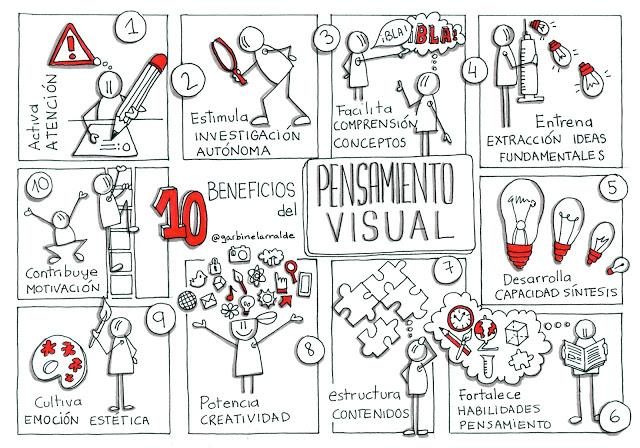 10
BENEFICIOS
del
PENSAMIENTO
VISUAL
@garbinelarralde
1
Activa
ATENCIÓN
2
Estimula
INVESTIGACIÓN
AUTÓNOMA
3
¡BLA!
¡BLA!
Facilita
COMPRENSIÓN
CONCEPTOS
4
Entrena
EXTRACCIÓN IDEAS
FUNDAMENTALES
5
Desarrolla
CAPACIDAD SÍNTESIS
6
Fortalece
HABILIDADES
PENSAMIENTO
7
estructura
CONTENIDOS
8
Potencia
CREATIVIDAD
9
Cultiva
EMOCIÓN ESTÉTICA
10
Contribuye
MOTIVACIÓN